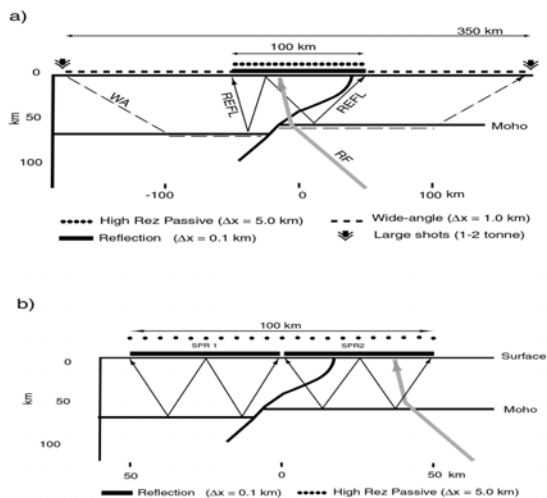 a)
350 km
100 km
0
50
100
km
WA
REFL
REFL
RF
Moho
-100
0
100 km
High Rez Passive (Δx = 5.0 km)
Wide-angle (Δx = 1.0 km)
Reflection (Δx = 0.1 km)
Large shots (1-2 tonne)
b)
100 km
SPR 1
SPR2
0
Surface
50
km
Moho
100
50
0
50 km
Reflection (Δx = 0.1 km)
High Rez Passive (Δx = 5.0 km)